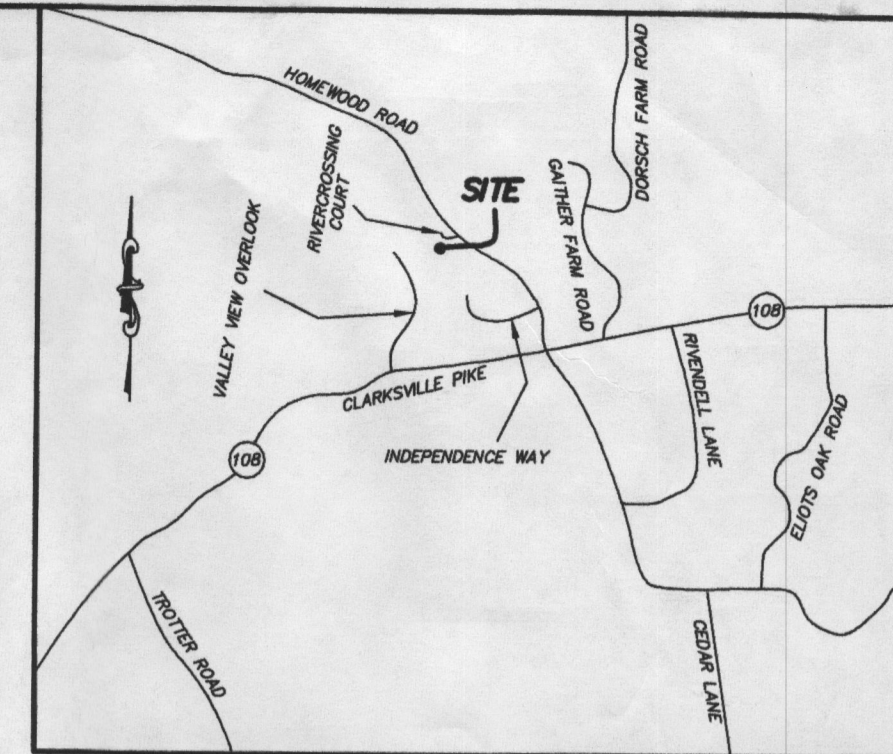 HOMEWOOD ROAD
DORSCH FARM ROAD
RIVERCROSSING
COURT
SITE
GAITHER FARM ROAD
VALLEY VIEW OVERLOOK
108
RIVENDELL LANE
CLARKSVILLE PIKE
ELIOTS OAK ROAD
INDEPENDENCE WAY
108
TROTTER ROAD
CEDAR LANE